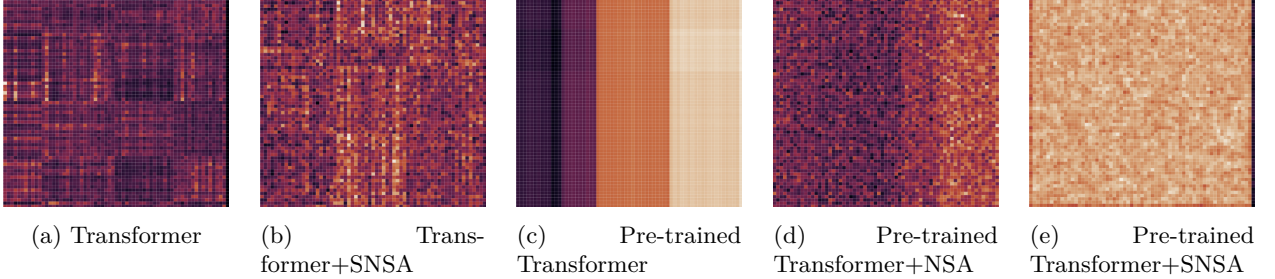 (a) Transformer
(b) Trans-
former+SNSA
(c) Pre-trained
Transformer
(d) Pre-trained
Transformer+NSA
(e) Pre-trained
Transformer+SNSA